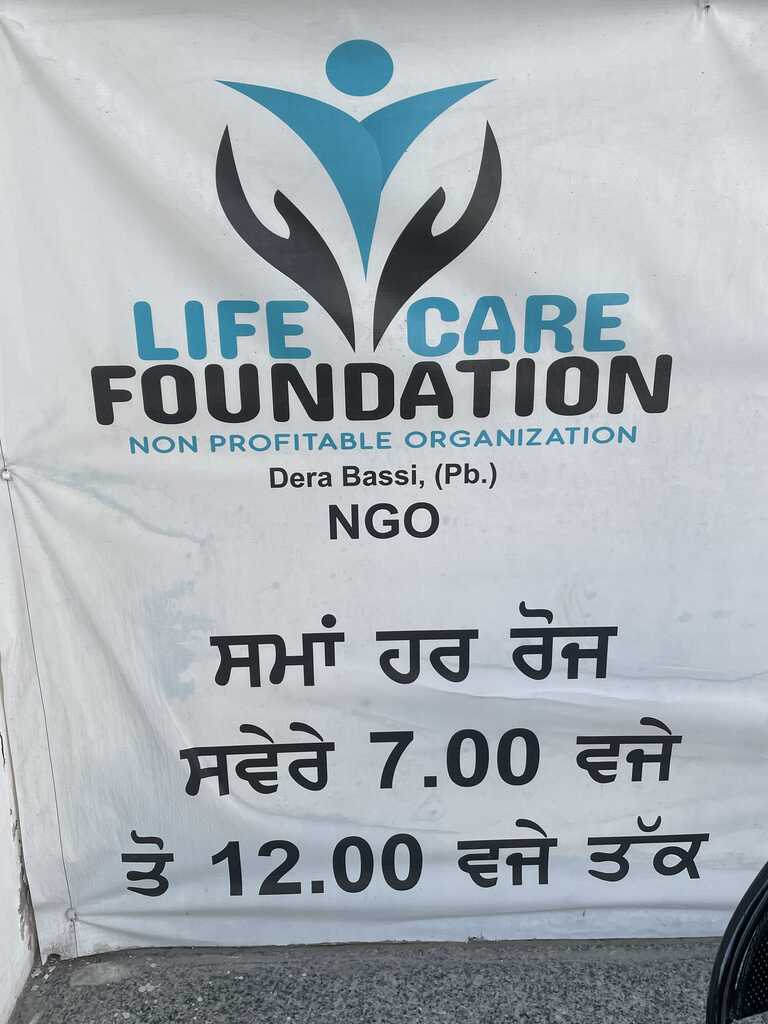 LIFE CARE
FOUNDATION
NON PROFITABLE ORGANIZATION
Dera Bassi, (Pb.)
NGO
ਸਮਾਂ ਹਰ ਰੋਜ
ਸਵੇਰੇ 7.00 ਵਜੇ
ਤੋ 12.00 ਵਜੇ ਤੱਕ